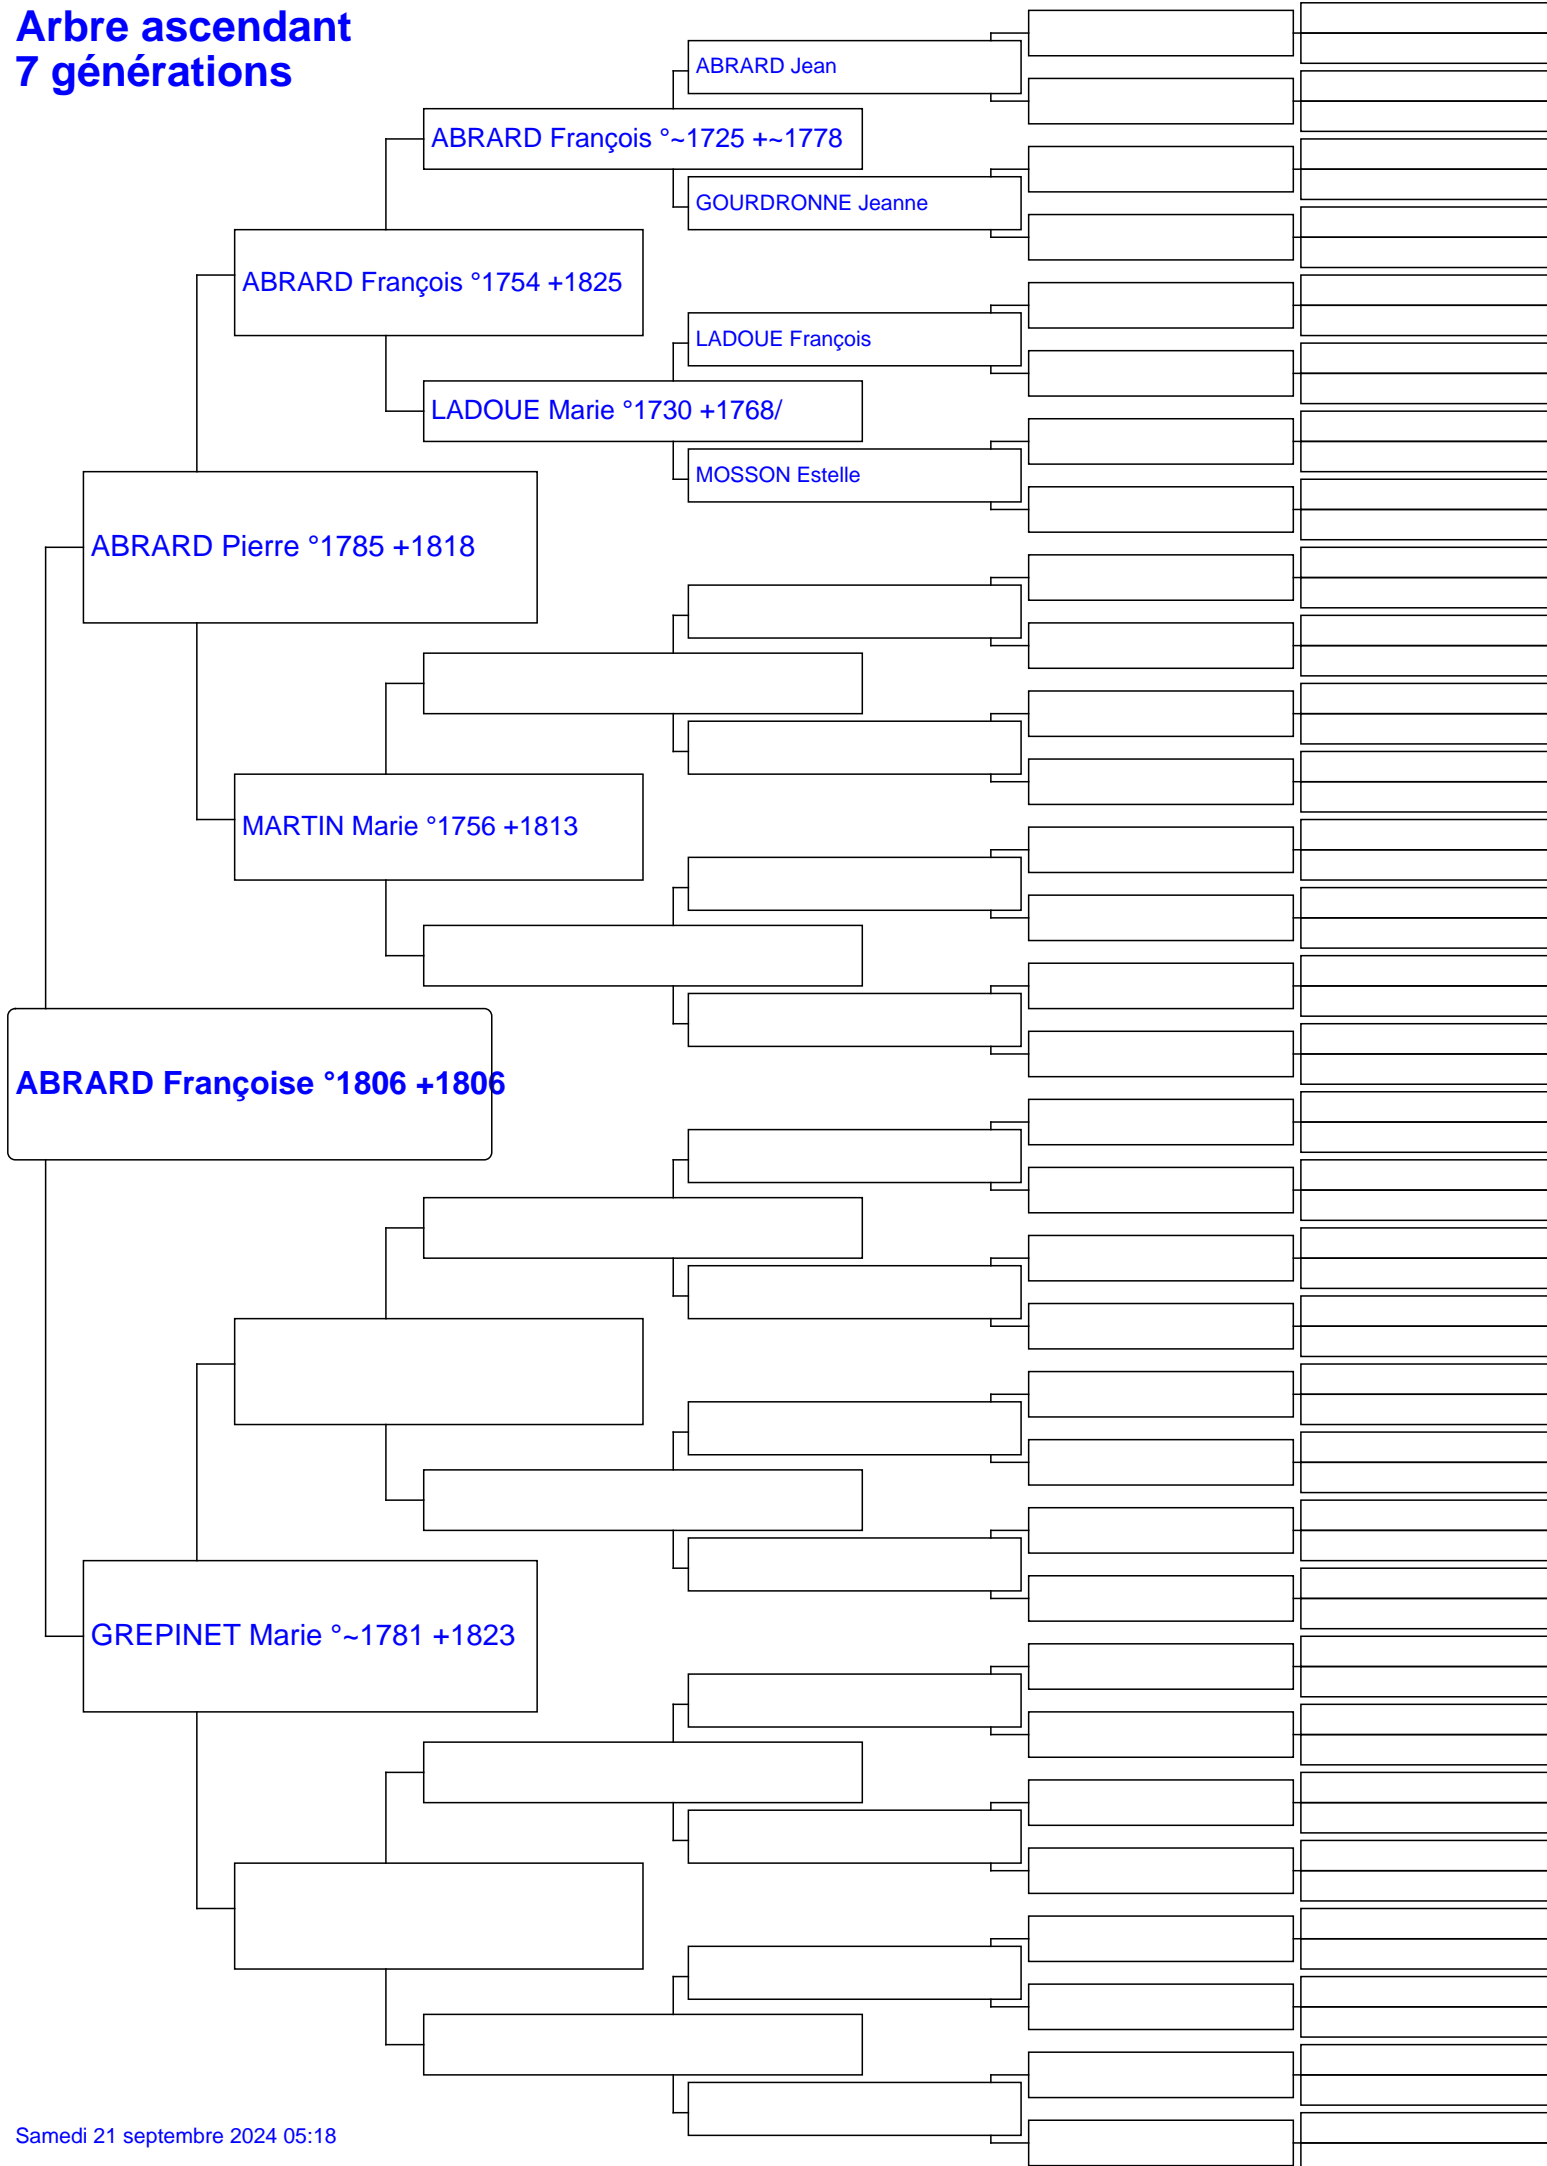 Arbre ascendant
7 générations
ABRARD Jean
ABRARD François °~1725 +~1778
GOURDRONNE Jeanne
ABRARD François °1754 +1825
LADOUE François
LADOUE Marie °1730 +1768/
MOSSON Estelle
ABRARD Pierre °1785 +1818
MARTIN Marie °1756 +1813
ABRARD Françoise °1806 +1806
GREPINET Marie °~1781 +1823
Samedi 21 septembre 2024 05:18